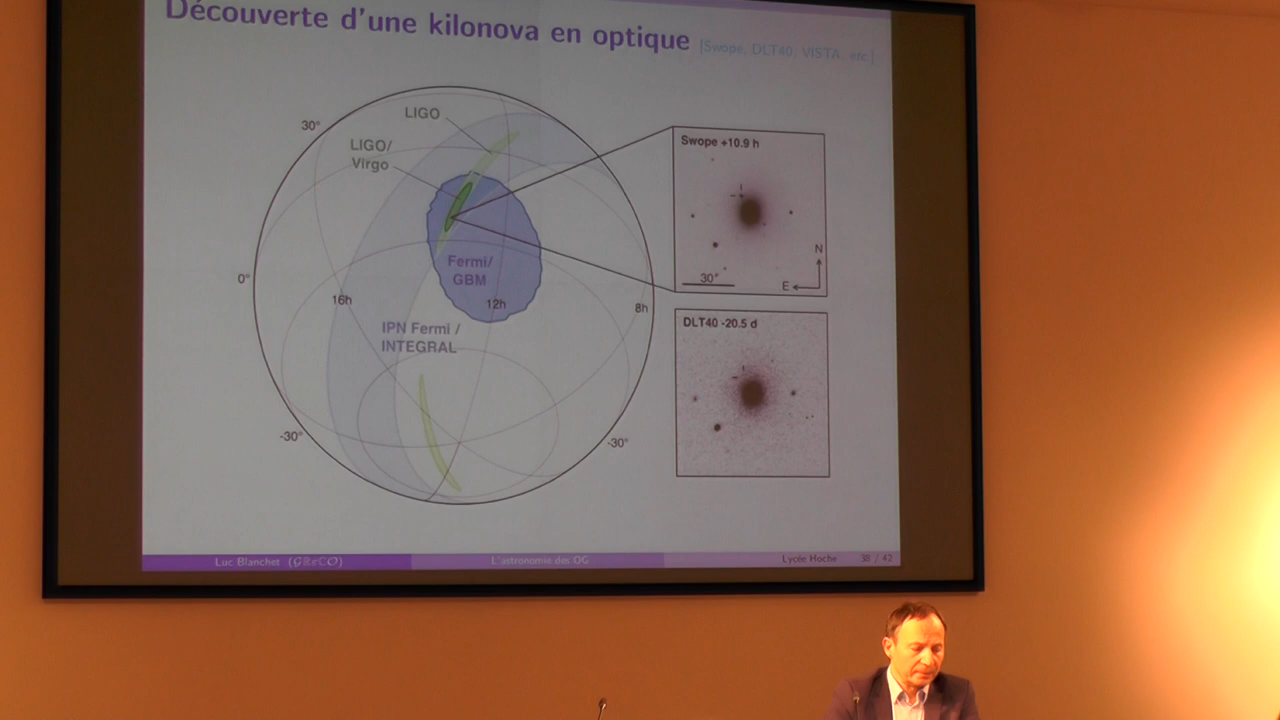 Découverte d'une kilonova en optique [Swope, DLT40, VISTA, etc.]
LIGO
30°
LIGO/
Virgo
Fermi/
GBM
0°
16h
12h
8h
IPN Fermi /
INTEGRAL
-30°
-30°
Swope +10.9 h
N
30"
E
DLT40 -20.5 d
Luc Blanchet (GReCO)
L'astronomie des OG
Lycée Hoche
/ 42